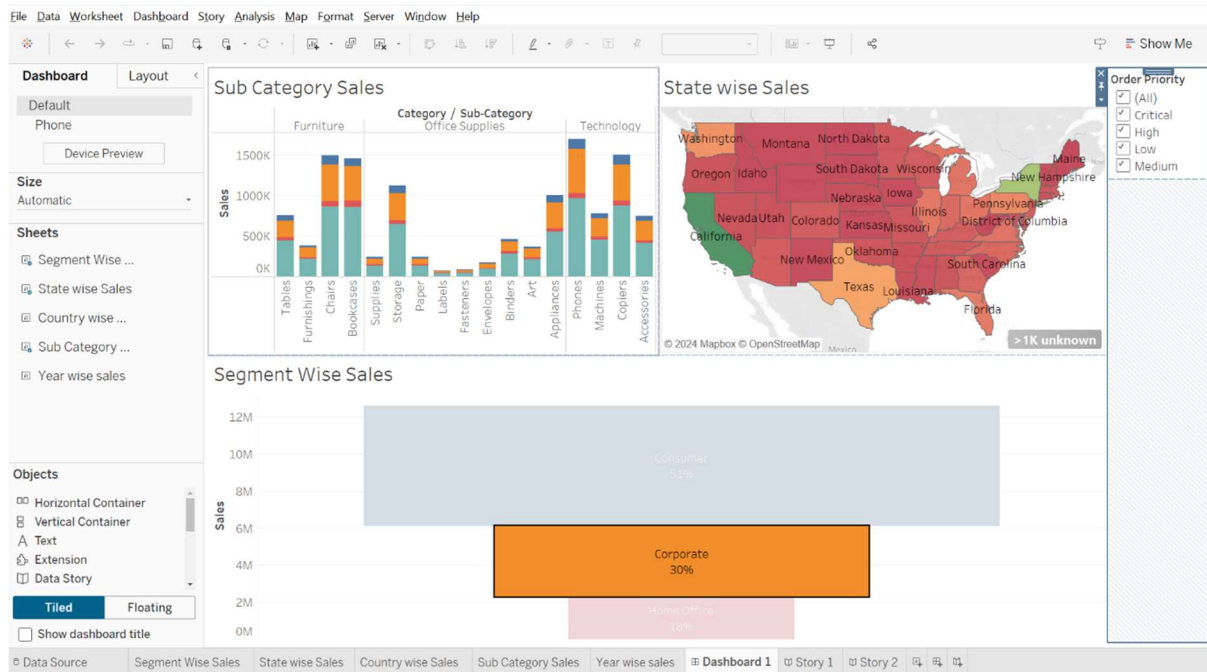 File Data Worksheet Dashboard Story Analysis Map Format Server Window Help
Show Me
Dashboard Layout
Default
Phone
Device Preview
Size
Automatic
Sheets
Segment Wise ...
State wise Sales
Country wise ...
Sub Category ...
Year wise sales
Objects
Horizontal Container
Vertical Container
Text
Extension
Data Story
Tiled Floating
Show dashboard title
Sub Category Sales
Category / Sub-Category
Furniture Office Supplies Technology
Sales
1500K
1000K
500K
0K
Tables
Furnishings
Chairs
Bookcases
Supplies
Storage
Paper
Labels
Fasteners
Envelopes
Binders
Art
Appliances
Phones
Machines
Copiers
Accessories
State wise Sales
Washington
Montana
North Dakota
Maine
Oregon
Idaho
South Dakota
Wisconsin
New Hampshire
Nebraska
Iowa
Pennsylvania
Nevada
Utah
Colorado
Kansas
Missouri
Illinois
District of Columbia
California
New Mexico
Oklahoma
South Carolina
Texas
Louisiana
Florida
Mexico
© 2024 Mapbox © OpenStreetMap
>1K unknown
Order Priority
(All)
Critical
High
Low
Medium
Segment Wise Sales
Sales
12M
10M
8M
6M
4M
2M
0M
Consumer
51%
Corporate
30%
Home Office
18%
Data Source Segment Wise Sales State wise Sales Country wise Sales Sub Category Sales Year wise sales Dashboard 1 Story 1 Story 2